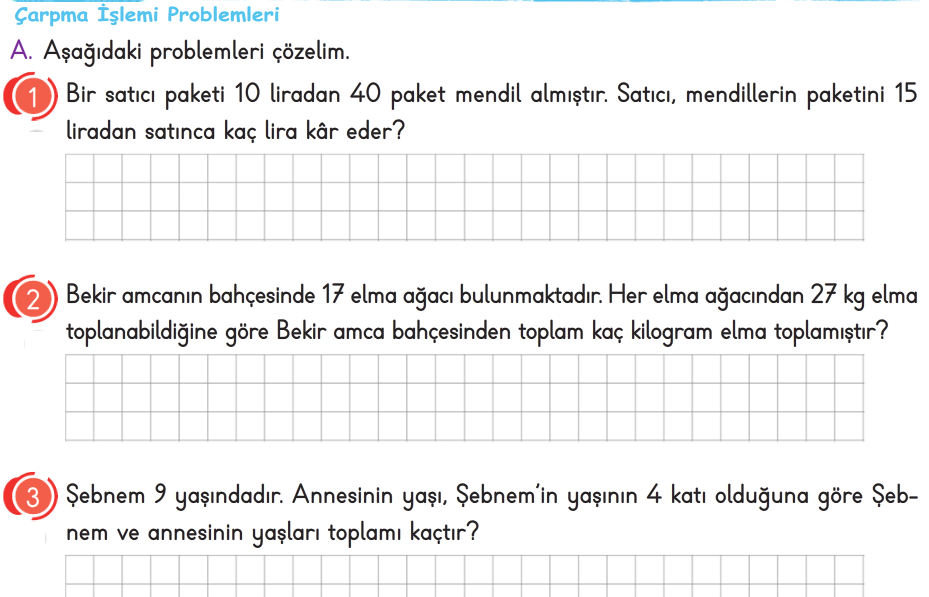 Çarpma İşlemi Problemleri
A. Aşağıdaki problemleri çözelim.
1 Bir satıcı paketi 10 liradan 40 paket mendil almıştır. Satıcı, mendillerin paketini 15
liradan satınca kaç lira kâr eder?
2 Bekir amcanın bahçesinde 17 elma ağacı bulunmaktadır. Her elma ağacından 27 kg elma
toplanabildiğine göre Bekir amca bahçesinden toplam kaç kilogram elma toplamıştır?
3 Şebnem 9 yaşındadır. Annesinin yaşı, Şebnem'in yaşının 4 katı olduğuna göre Şeb-
nem ve annesinin yaşları toplamı kaçtır?